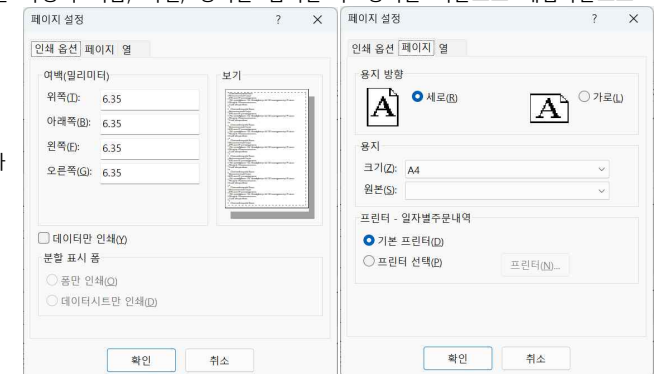 페이지 설정 ? ×
인쇄 옵션 페이지 열
여백(밀리미터)
위쪽(T): 6.35
아래쪽(B): 6.35
왼쪽(F): 6.35
오른쪽(G): 6.35
보기
데이터만 인쇄(Y)
분할 표시 폼
폼만 인쇄(O)
데이터시트만 인쇄(D)
확인 취소
페이지 설정 ? ×
인쇄 옵션 페이지 열
용지 방향
A 세로(R) A 가로(L)
용지
크기(Z): A4
원본(S):
프린터 - 일자별주문내역
기본 프린터(D)
프린터 선택(P) 프린터(N)...
확인 취소